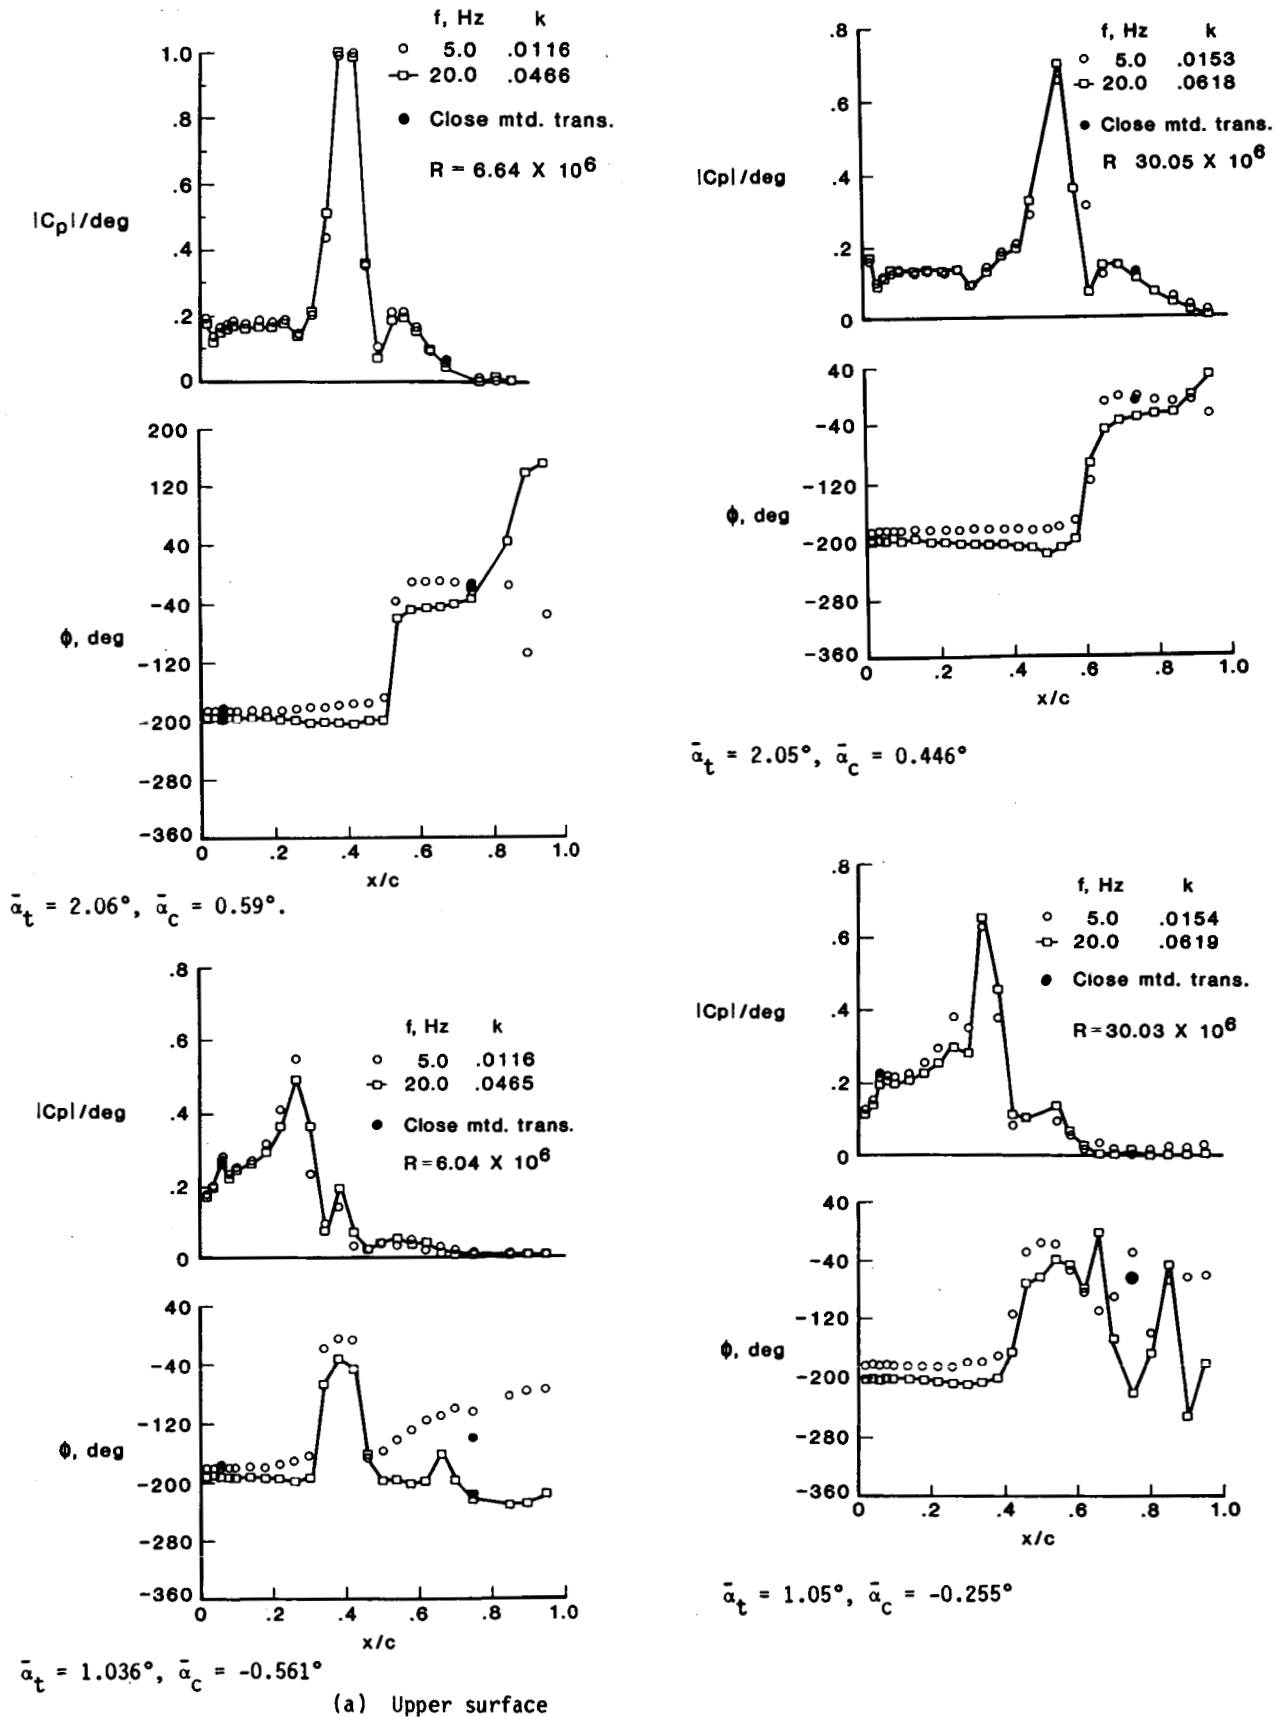 f, Hz k
5.0 .0116
20.0 .0466
Close mtd. trans.
R = 6.64 X 10⁶
1.0
.8
.6
.4
.2
0
|Cp|/deg
200
120
40
-40
-120
-200
-280
-360
ϕ, deg
0 .2 .4 .6 .8 1.0
x/c
ᾱt = 2.06°, ᾱc = 0.59°.
f, Hz k
5.0 .0153
20.0 .0618
Close mtd. trans.
R 30.05 X 10⁶
.8
.6
.4
.2
0
|Cp|/deg
40
-40
-120
-200
-280
-360
ϕ, deg
0 .2 .4 .6 .8 1.0
x/c
ᾱt = 2.05°, ᾱc = 0.446°
f, Hz k
5.0 .0116
20.0 .0465
Close mtd. trans.
R = 6.04 X 10⁶
.8
.6
.4
.2
0
|Cp|/deg
40
-40
-120
-200
-280
-360
ϕ, deg
0 .2 .4 .6 .8 1.0
x/c
ᾱt = 1.036°, ᾱc = -0.561°
f, Hz k
5.0 .0154
20.0 .0619
Close mtd. trans.
R = 30.03 X 10⁶
.8
.6
.4
.2
0
|Cp|/deg
40
-40
-120
-200
-280
-360
ϕ, deg
0 .2 .4 .6 .8 1.0
x/c
ᾱt = 1.05°, ᾱc = -0.255°
(a) Upper surface